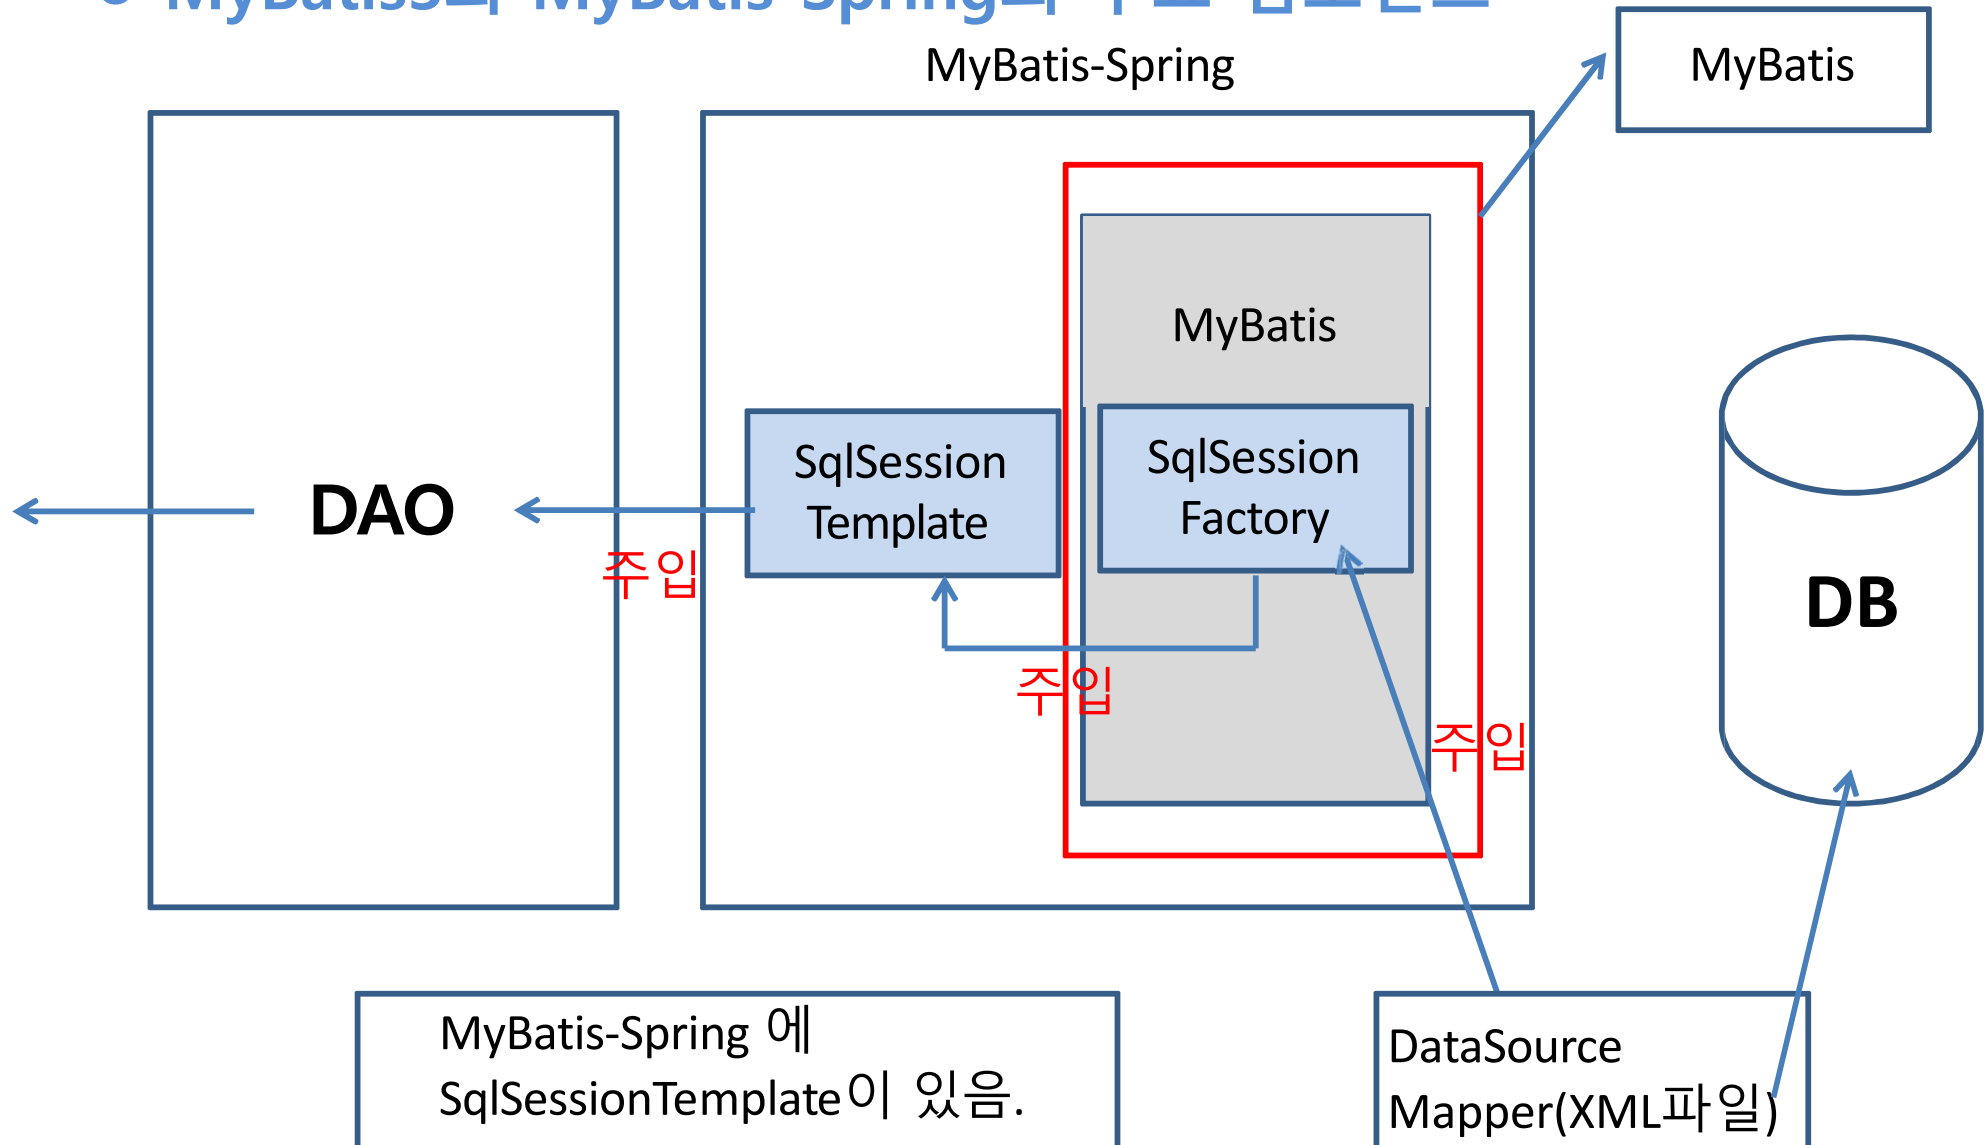 MyBatis-Spring
MyBatis
MyBatis
SqlSession
Template
SqlSession
Factory
DAO
주입
주입
주입
DB
MyBatis-Spring 에
SqlSessionTemplate이 있음.
DataSource
Mapper(XML파일)